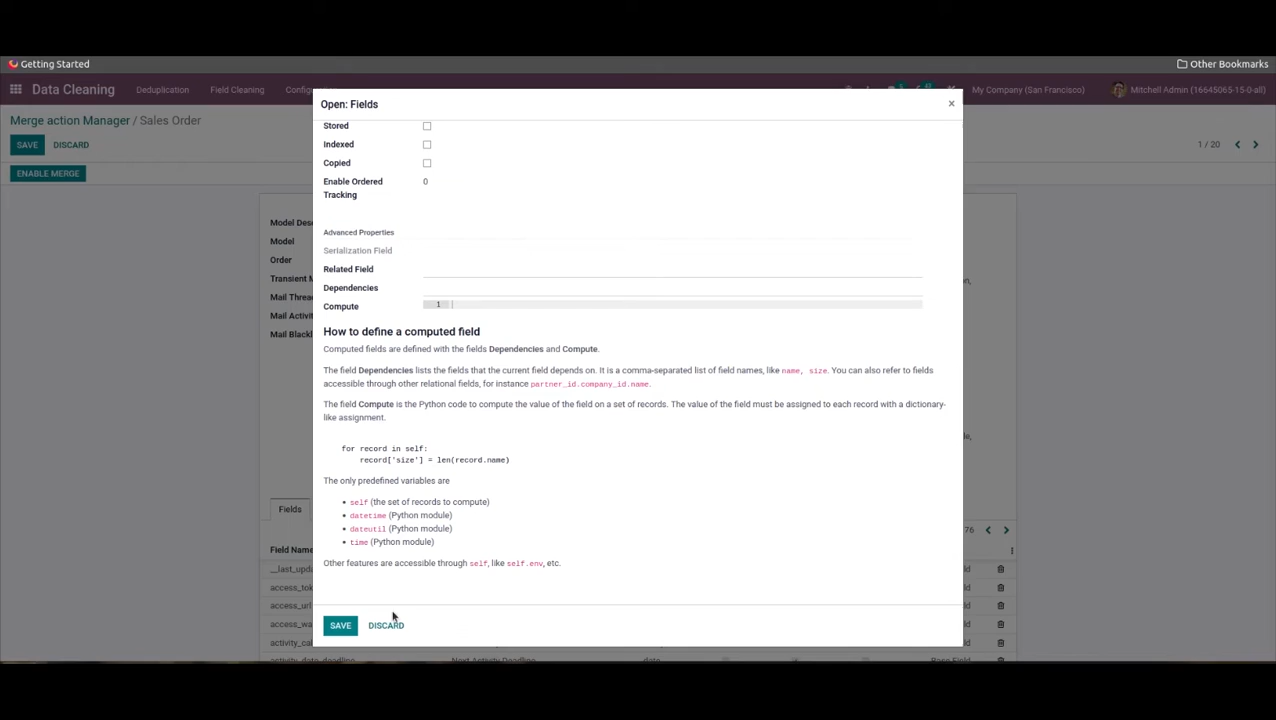 Getting Started
Other Bookmarks
Data Cleaning Deduplication Field Cleaning My Company (San Francisco) Mitchell Admin (16645065-15-0-all)
Open: Fields ×
Merge action Manager / Sales Order
Stored
SAVE DISCARD Indexed 1 / 20
Copied
ENABLE MERGE
Enable Ordered 0
Tracking
Model
Advanced Properties
Model
Serialization Field
Order
Related Field
Transient
Dependencies
Mail
Compute 1
Mail
How to define a computed field
Mail
Computed fields are defined with the fields Dependencies and Compute.
The field Dependencies lists the fields that the current field depends on. It is a comma-separated list of field names, like name, size. You can also refer to fields
accessible through other relational fields, for instance partner_id.company_id.name.
The field Compute is the Python code to compute the value of the field on a set of records. The value of the field must be assigned to each record with a dictionary-
like assignment.
for record in self:
record['size'] = len(record.name)
The only predefined variables are
• self (the set of records to compute)
• datetime (Python module)
• dateutil (Python module)
• time (Python module)
Other features are accessible through self, like self.env, etc.
Fields 76
Field
SAVE DISCARD